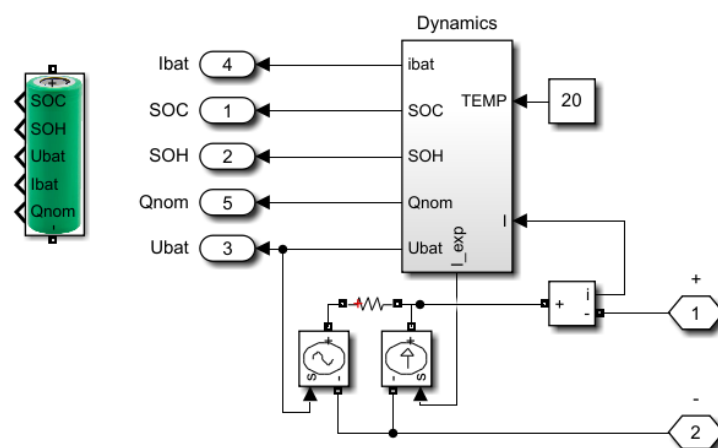 Dynamics
+
SOC
SOH
Ubat
Ibat
Qnom
-
Ibat
4
ibat
SOC
1
SOC
TEMP
20
SOH
2
SOH
Qnom
5
Qnom
I
Ubat
3
Ubat
I_exp
+
i
-
+
1
+
s
-
+
-
s
-
2